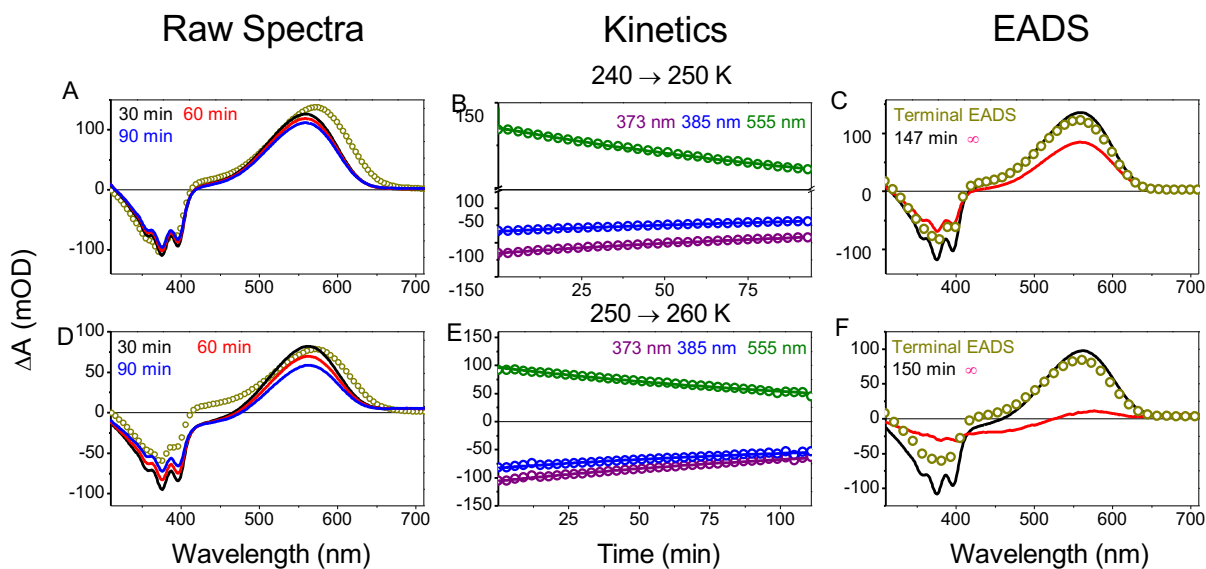 Raw Spectra Kinetics EADS
240 → 250 K
A
30 min 60 min
90 min
100
0
-100
400 500 600 700
B
150
373 nm 385 nm 555 nm
100
-50
-100
-150
25 50 75
C
Terminal EADS
147 min ∞
100
0
-100
400 500 600 700
ΔA (mOD)
250 → 260 K
D
30 min 60 min
90 min
100
50
0
-50
-100
400 500 600 700
E
373 nm 385 nm 555 nm
150
100
50
0
-50
-100
-150
25 50 75 100
F
Terminal EADS
150 min ∞
150
100
50
0
-50
-100
400 500 600 700
Wavelength (nm) Time (min) Wavelength (nm)